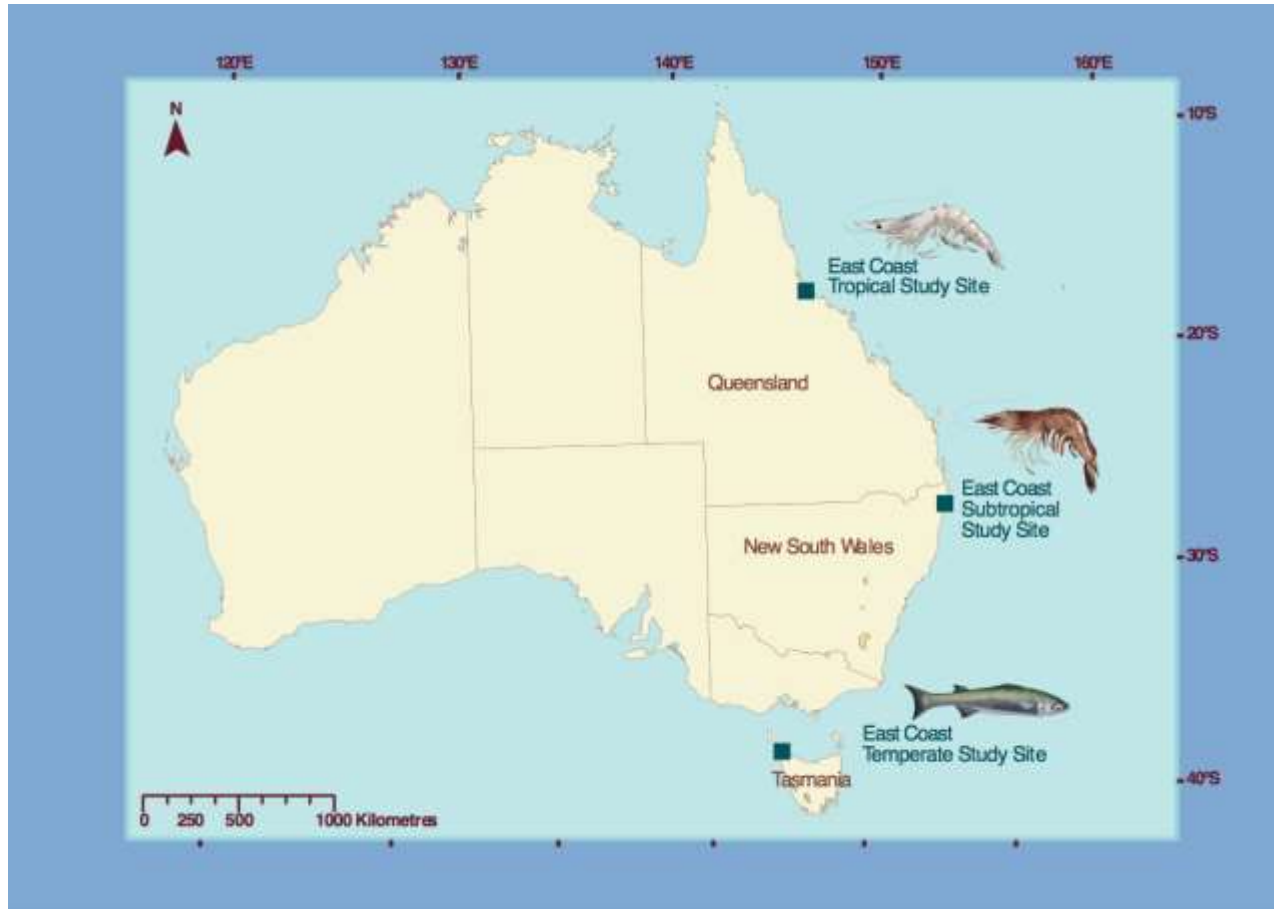 120°E 130°E 140°E 150°E 160°E
N
10°S
East Coast
Tropical Study Site
20°S
Queensland
East Coast
Subtropical
Study Site
New South Wales
30°S
East Coast
Temperate Study Site
Tasmania
40°S
0 250 500 1000 Kilometres